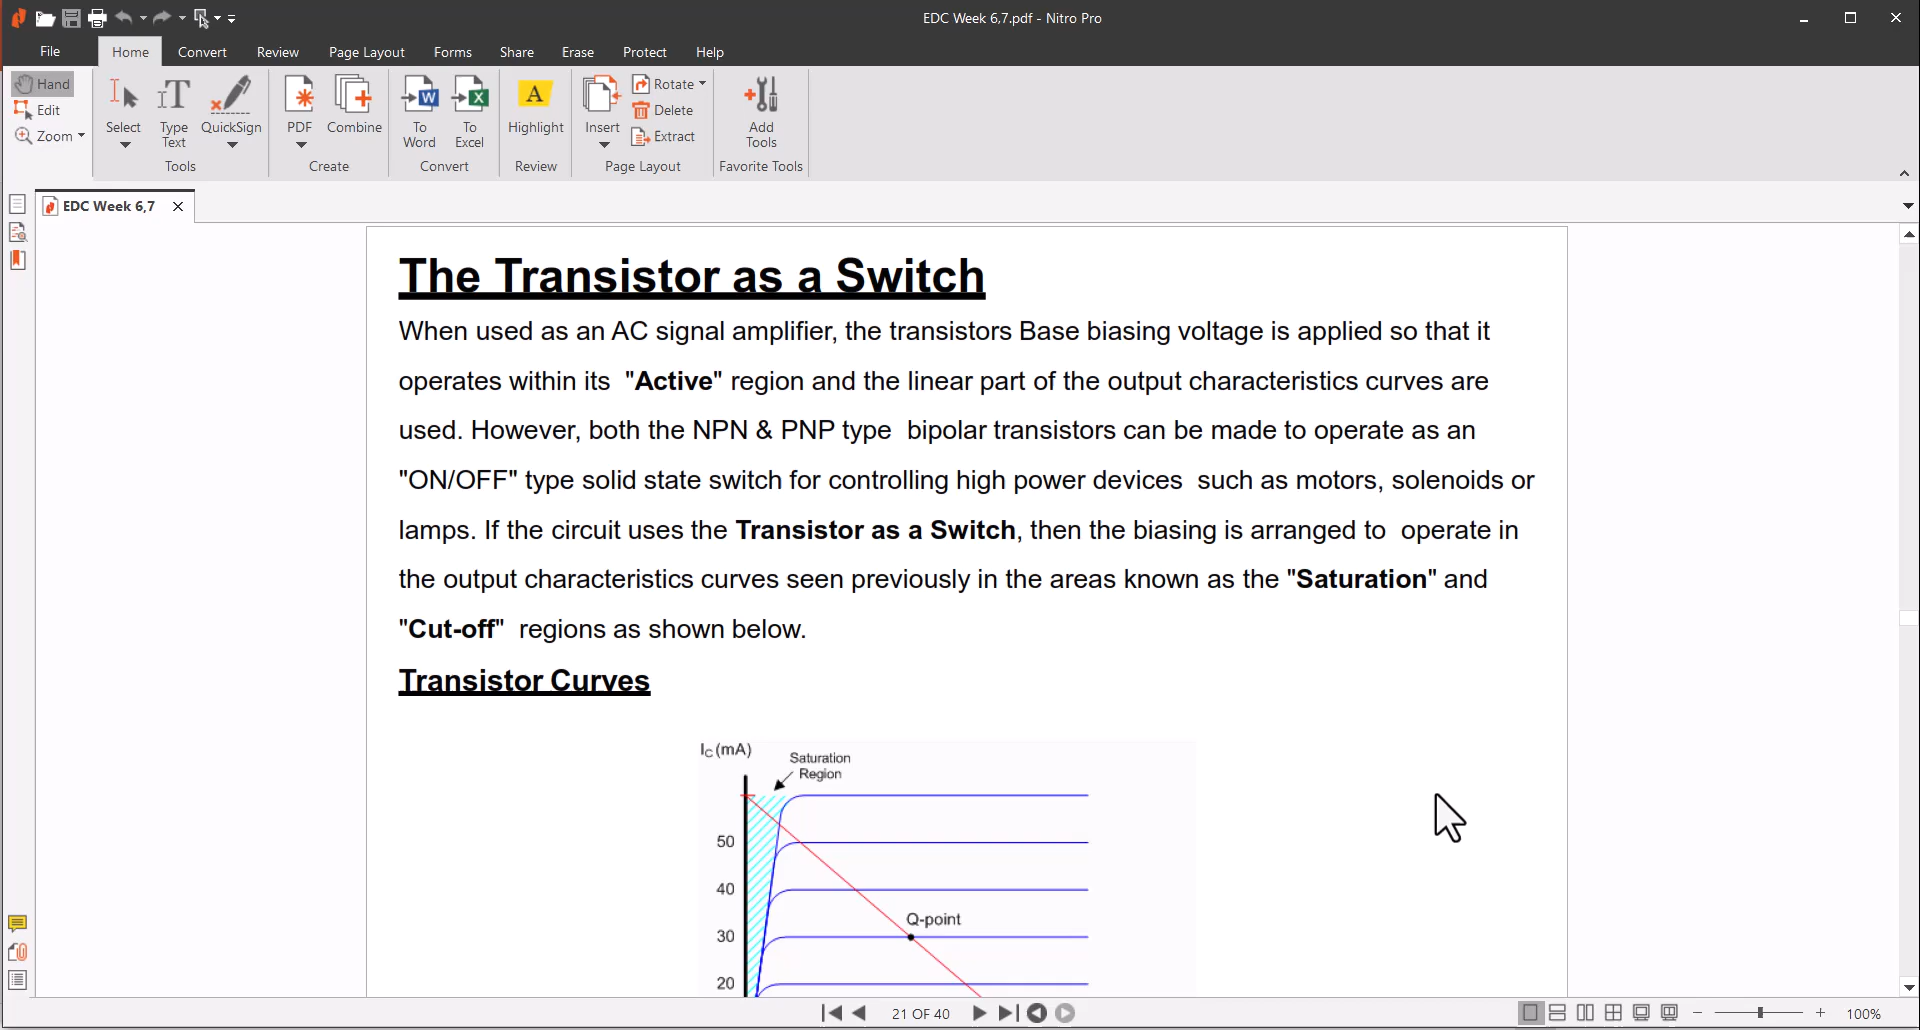 EDC Week 6,7.pdf - Nitro Pro
File Home Convert Review Page Layout Forms Share Erase Protect Help
Hand
Edit
Zoom
Select
Type Text
QuickSign
Tools
PDF
Combine
Create
To Word
To Excel
Convert
A
Highlight
Review
Insert
Rotate
Delete
Extract
Page Layout
Add Tools
Favorite Tools
EDC Week 6,7
The Transistor as a Switch
When used as an AC signal amplifier, the transistors Base biasing voltage is applied so that it
operates within its "Active" region and the linear part of the output characteristics curves are
used. However, both the NPN & PNP type bipolar transistors can be made to operate as an
"ON/OFF" type solid state switch for controlling high power devices such as motors, solenoids or
lamps. If the circuit uses the Transistor as a Switch, then the biasing is arranged to operate in
the output characteristics curves seen previously in the areas known as the "Saturation" and
"Cut-off" regions as shown below.
Transistor Curves
IC (mA)
Saturation
Region
50
40
Q-point
30
20
21 OF 40
100%